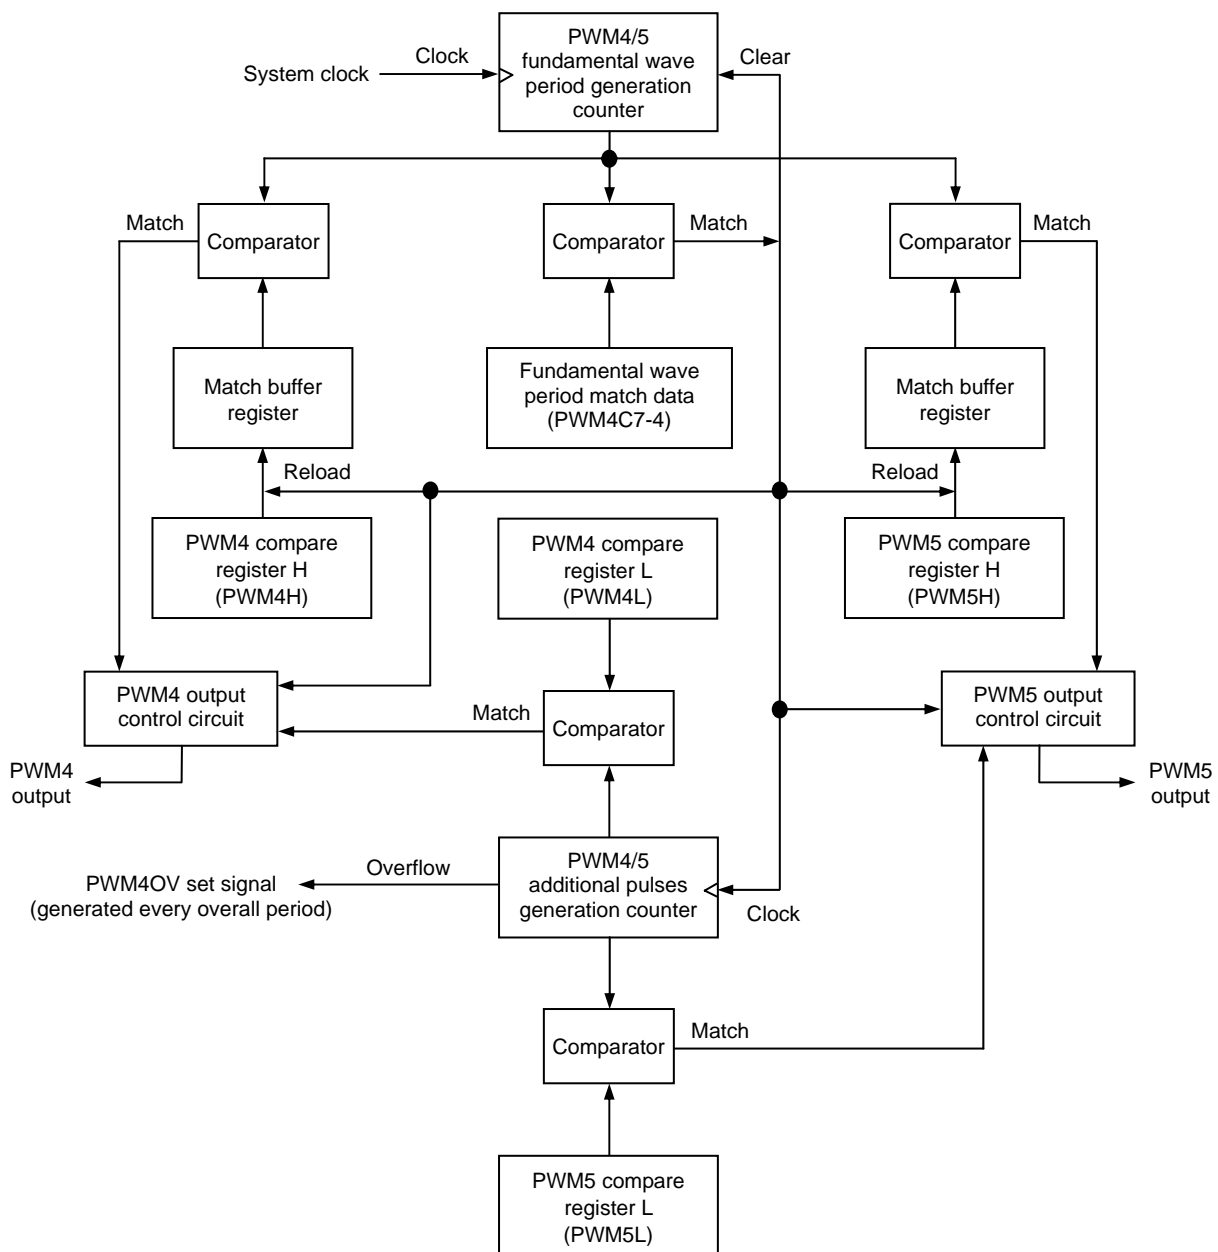 PWM4/5
fundamental wave
period generation
counter
Clock
System clock
Clear
Match
Comparator
Comparator
Match
Comparator
Match
Match buffer
register
Fundamental wave
period match data
(PWM4C7-4)
Match buffer
register
Reload
Reload
PWM4 compare
register H
(PWM4H)
PWM4 compare
register L
(PWM4L)
PWM5 compare
register H
(PWM5H)
PWM4 output
control circuit
Match
Comparator
PWM5 output
control circuit
PWM4
output
PWM5
output
PWM4OV set signal
(generated every overall period)
Overflow
PWM4/5
additional pulses
generation counter
Clock
Comparator
Match
PWM5 compare
register L
(PWM5L)